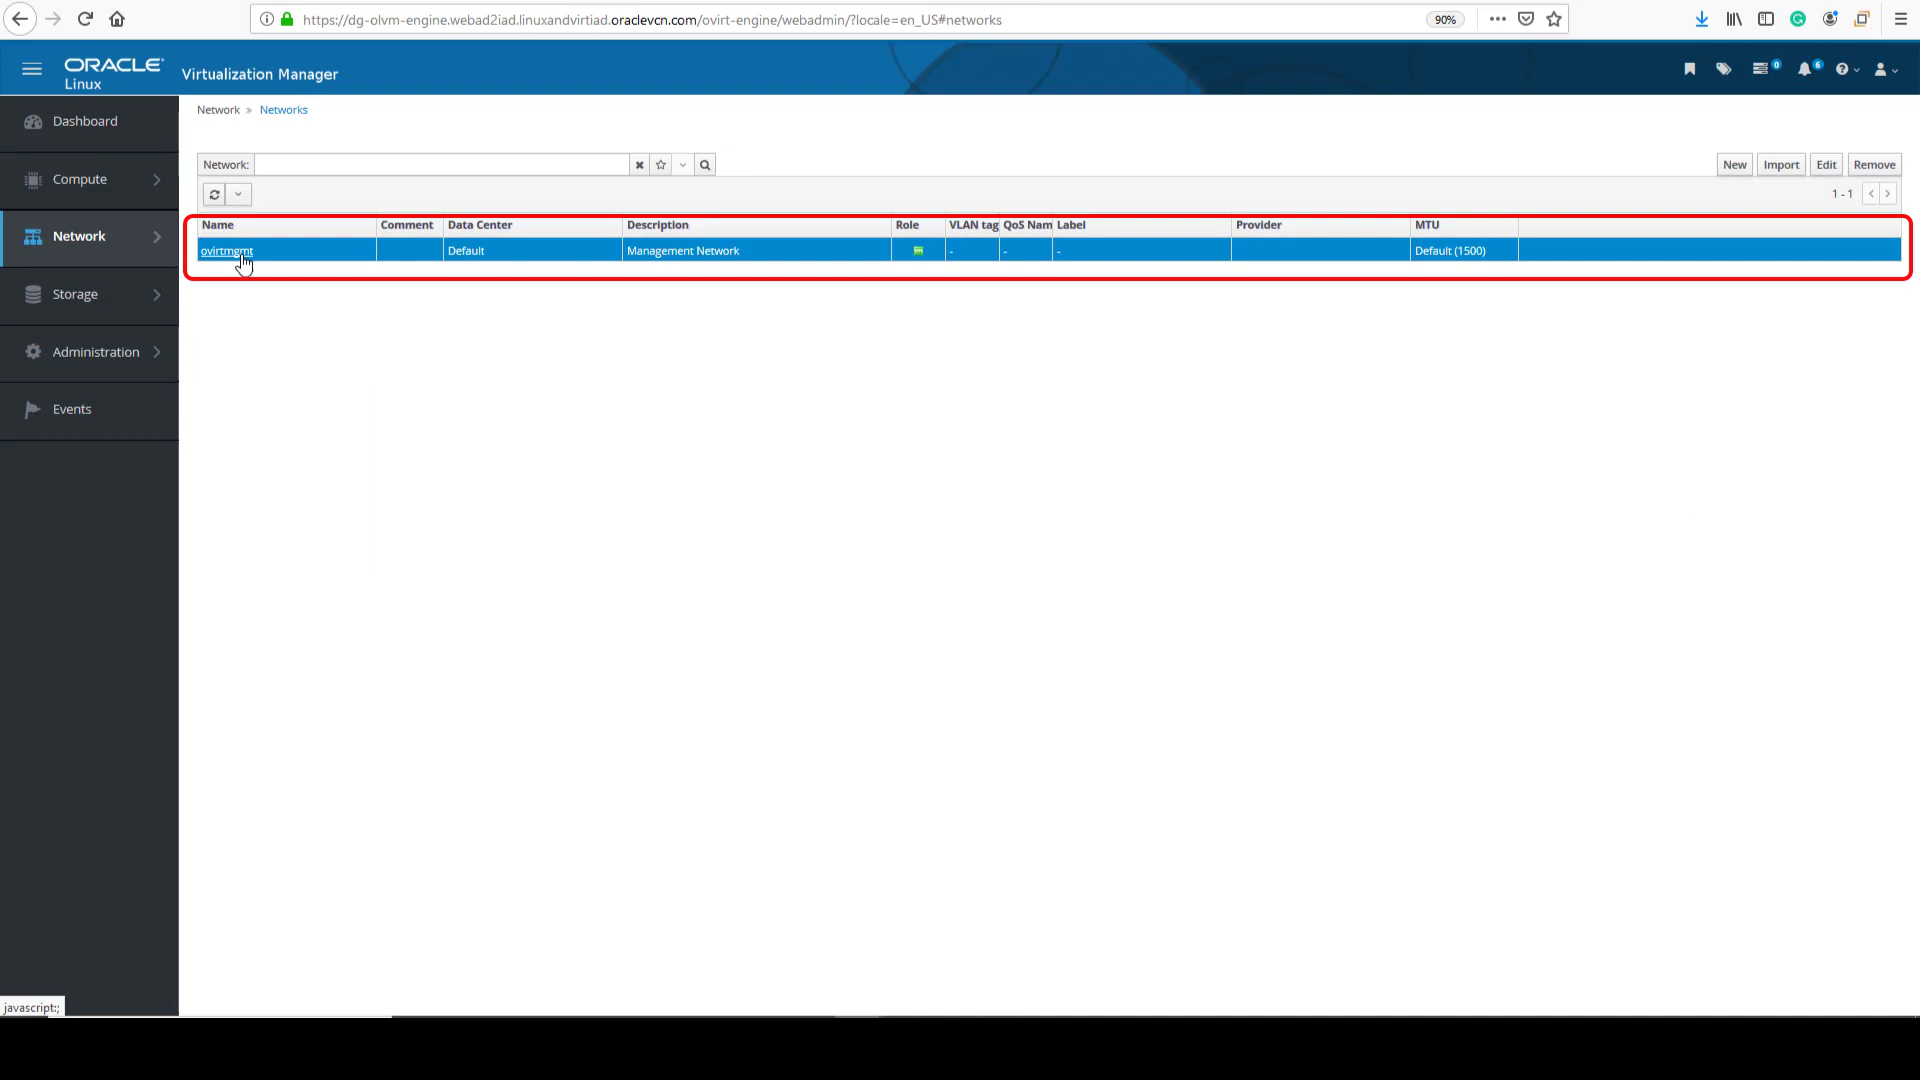 https://dg-olvm-engine.webad2iad.linuxandvirtiad.oraclevcn.com/ovirt-engine/webadmin/?locale=en_US#networks
90%
ORACLE
Linux
Virtualization Manager
0
6
Dashboard
Compute
Network
Storage
Administration
Events
Network » Networks
Network:
New
Import
Edit
Remove
1 - 1
Name Comment Data Center Description Role VLAN tag QoS Nam Label Provider MTU
ovirtmgmt Default Management Network - - - Default (1500)
javascript:;